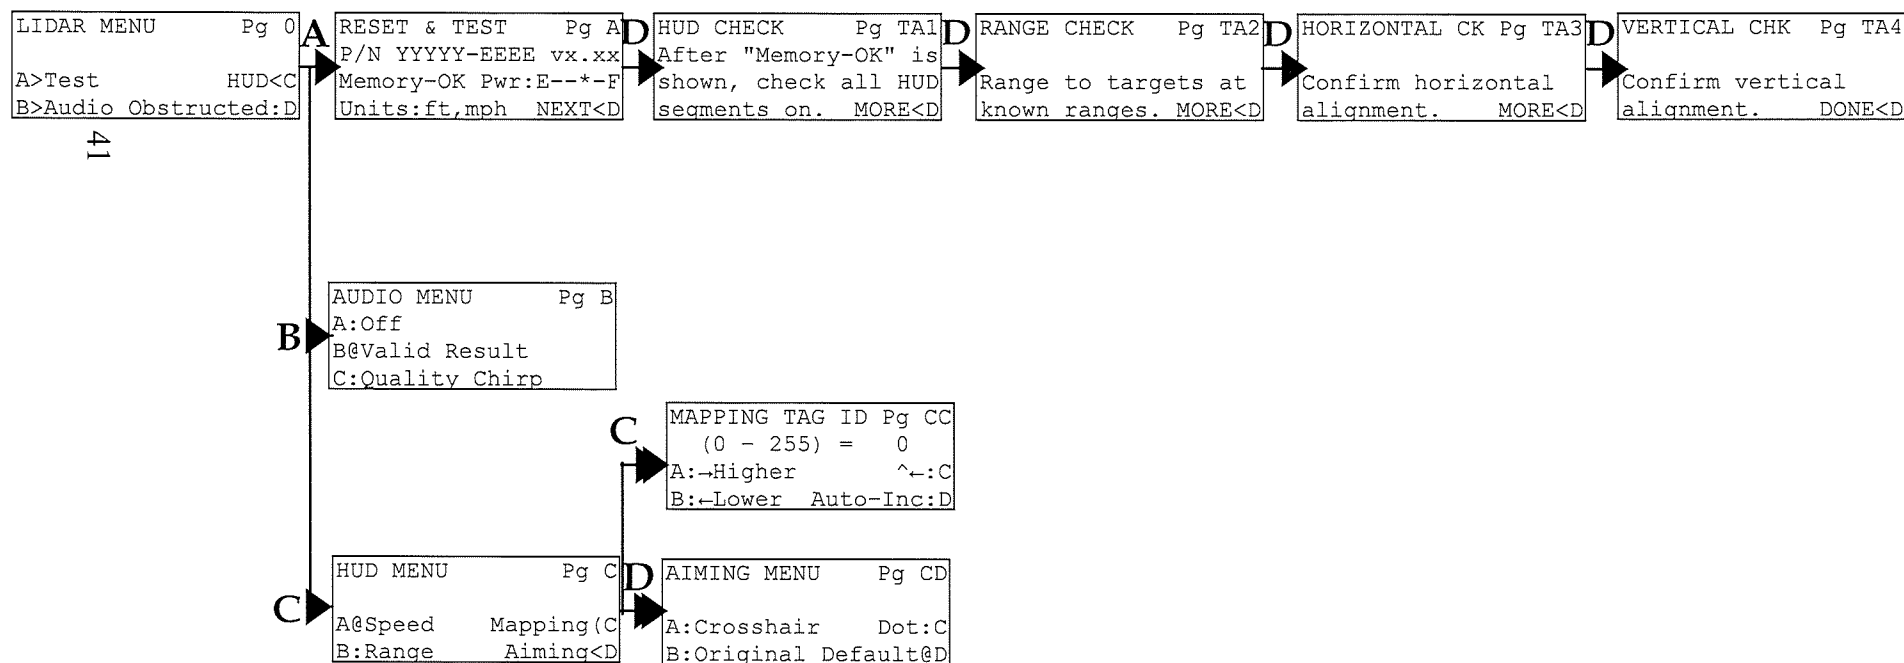 LIDAR MENU Pg 0
A>Test HUD<C
B>Audio Obstructed:D
41
A
RESET & TEST Pg A
P/N YYYYY-EEEE vx.xx
Memory-OK Pwr:E--*-F
Units:ft,mph NEXT<D
D
HUD CHECK Pg TA1
After "Memory-OK" is
shown, check all HUD
segments on. MORE<D
D
RANGE CHECK Pg TA2
Range to targets at
known ranges. MORE<D
D
HORIZONTAL CK Pg TA3
Confirm horizontal
alignment. MORE<D
D
VERTICAL CHK Pg TA4
Confirm vertical
alignment. DONE<D
B
AUDIO MENU Pg B
A:Off
B@Valid Result
C:Quality Chirp
C
MAPPING TAG ID Pg CC
(0 - 255) = 0
A:→Higher ^←:C
B:←Lower Auto-Inc:D
C
HUD MENU Pg C
A@Speed Mapping(C
B:Range Aiming<D
D
AIMING MENU Pg CD
A:Crosshair Dot:C
B:Original Default@D